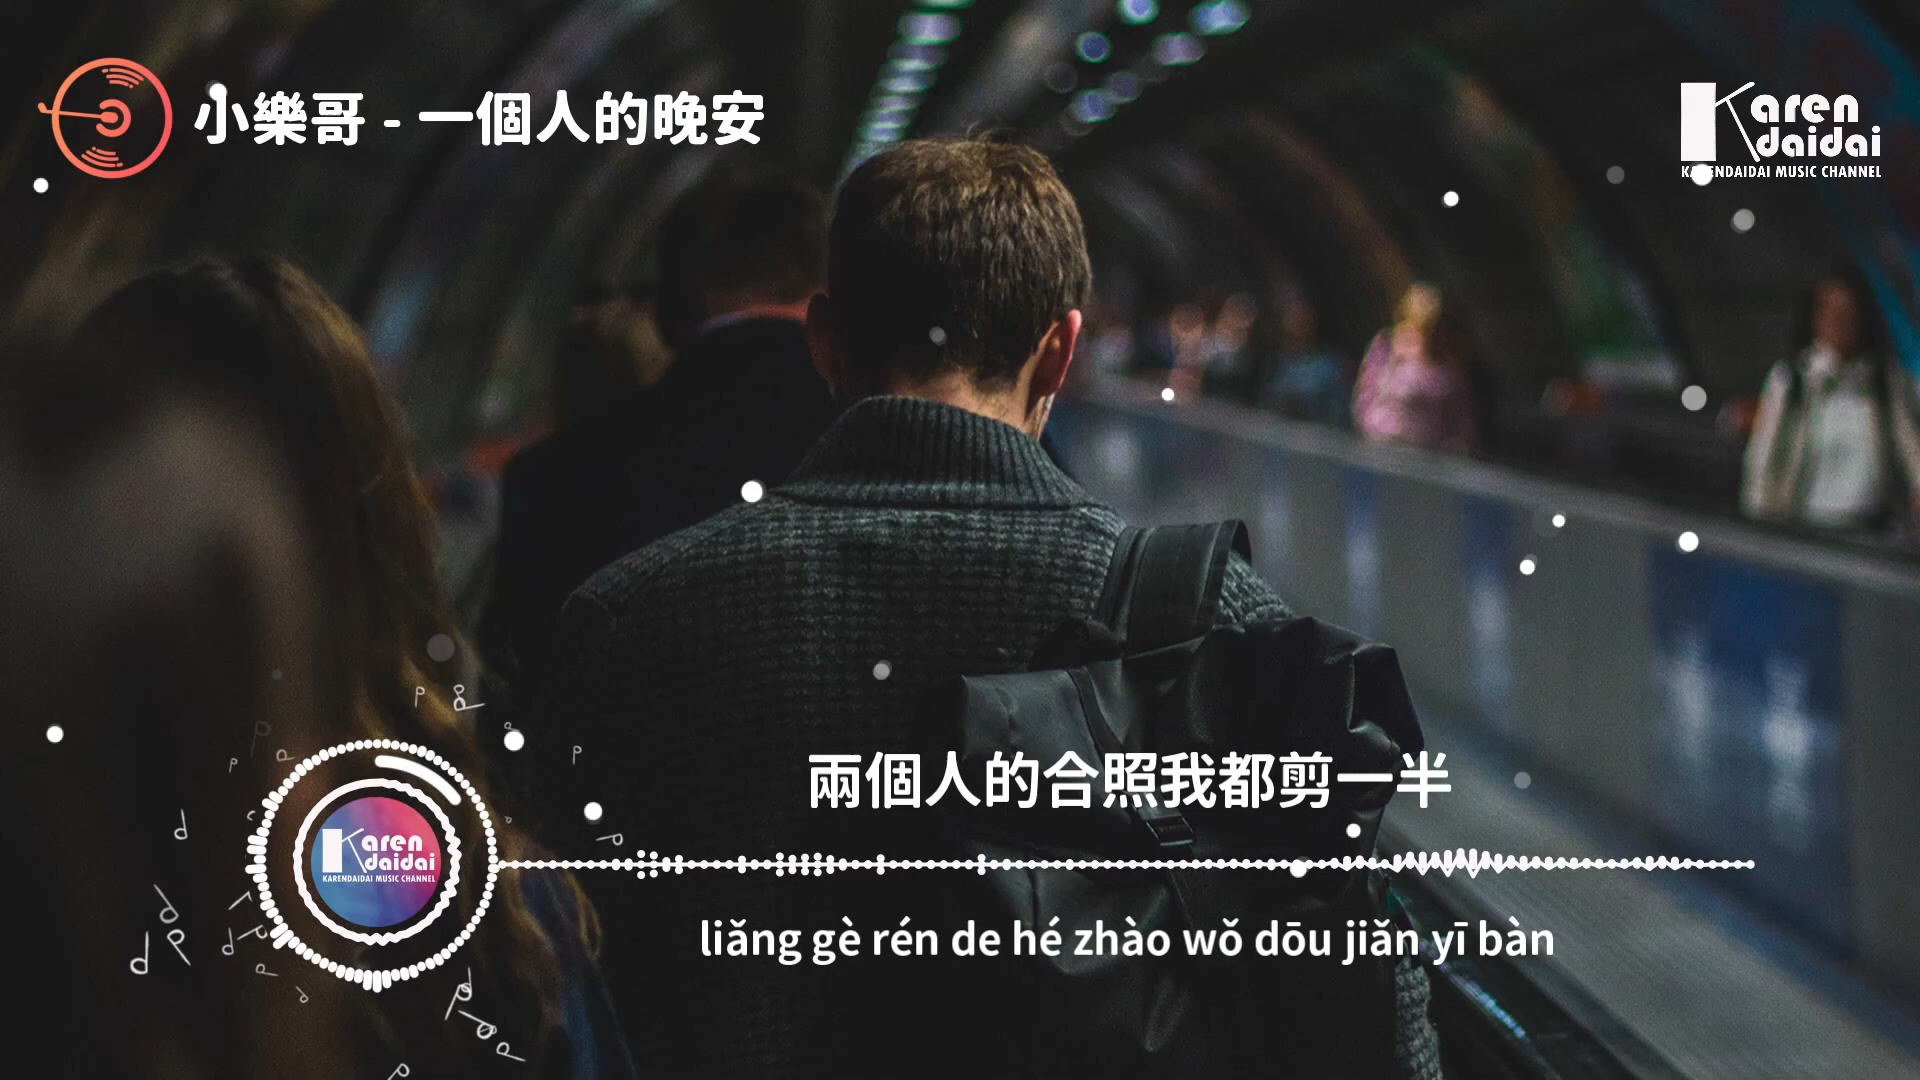 小樂哥 - 一個人的晚安
Karen
daidai
KARENDAIDAI MUSIC CHANNEL
兩個人的合照我都剪一半
Karen
daidai
KARENDAIDAI MUSIC CHANNEL
liǎng gè rén de hé zhào wǒ dōu jiǎn yī bàn